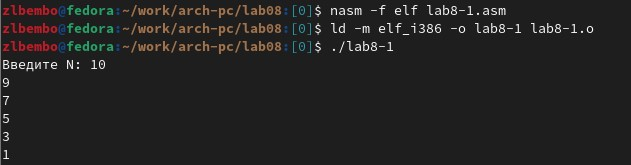 zlbembo@fedora:~/work/arch-pc/lab08:[0]$ nasm -f elf lab8-1.asm
zlbembo@fedora:~/work/arch-pc/lab08:[0]$ ld -m elf_i386 -o lab8-1 lab8-1.o
zlbembo@fedora:~/work/arch-pc/lab08:[0]$ ./lab8-1
Введите N: 10
9
7
5
3
1